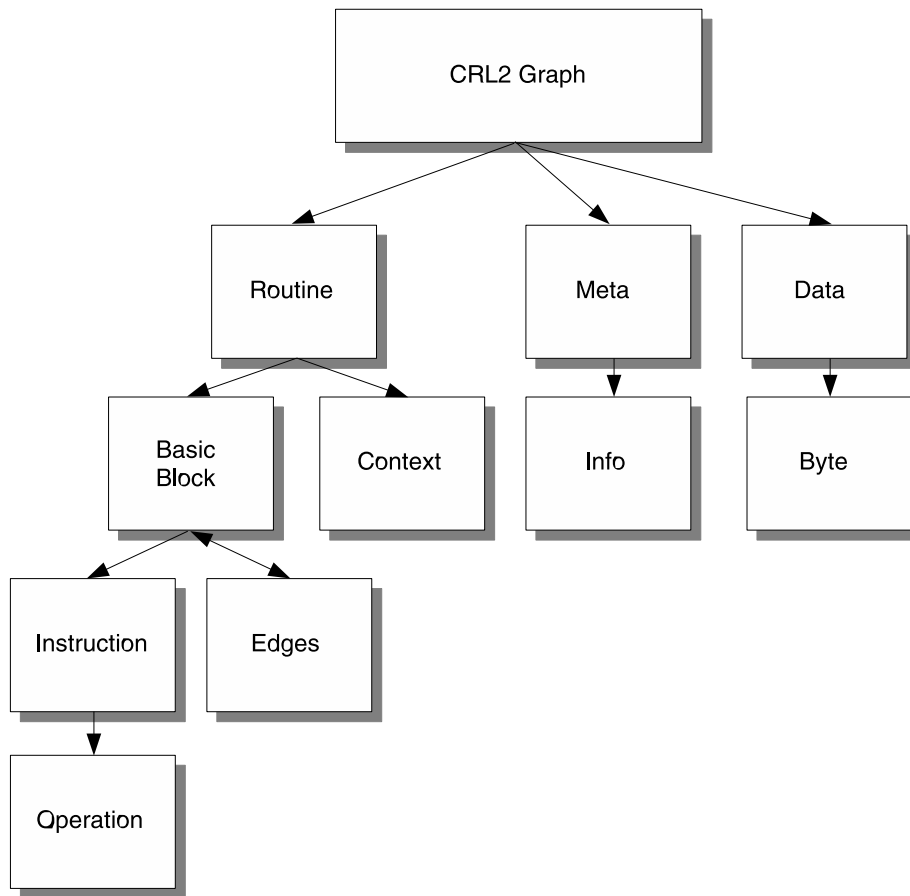 CRL2 Graph
Routine
Meta
Data
Basic
Block
Context
Info
Byte
Instruction
Edges
Operation